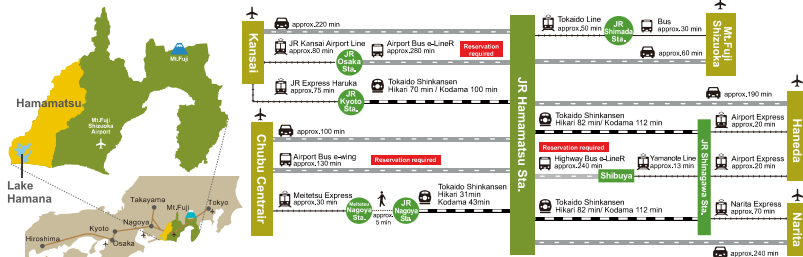 Mt.Fuji
Hamamatsu
Mt.Fuji
Shizuoka
Airport
Lake
Hamana
Takayama
Mt.Fuji
Tokyo
Nagoya
Kyoto
Hiroshima
Osaka
Kansai
approx.220 min
JR Kansai Airport Line
approx.80 min
JR
Osaka
Sta.
Airport Bus e-LineR
approx.280 min
Reservation
required
JR Express Haruka
approx.75 min
JR
Kyoto
Sta.
Tokaido Shinkansen
Hikari 70 min / Kodama 100 min
Chubu Centrair
approx.100 min
Airport Bus e-wing
approx.130 min
Reservation required
Meitetsu Express
approx.30 min
Meitetsu
Nagoya
Sta.
approx.
5 min
JR
Nagoya
Sta.
Tokaido Shinkansen
Hikari 31min
Kodama 43min
JR Hamamatsu Sta.
Tokaido Line
approx.50 min
JR
Shimada
Sta.
Bus
approx.30 min
approx.60 min
Mt.Fuji
Shizuoka
approx.190 min
Tokaido Shinkansen
Hikari 82 min/ Kodama 112 min
Airport Express
approx.20 min
Reservation required
Highway Bus e-LineR
approx.240 min
Shibuya
Yamanote Line
approx.13 min
Airport Express
approx.20 min
JR Shinagawa Sta.
Haneda
Tokaido Shinkansen
Hikari 82 min/ Kodama 112 min
Narita Express
approx.70 min
approx.240 min
Narita